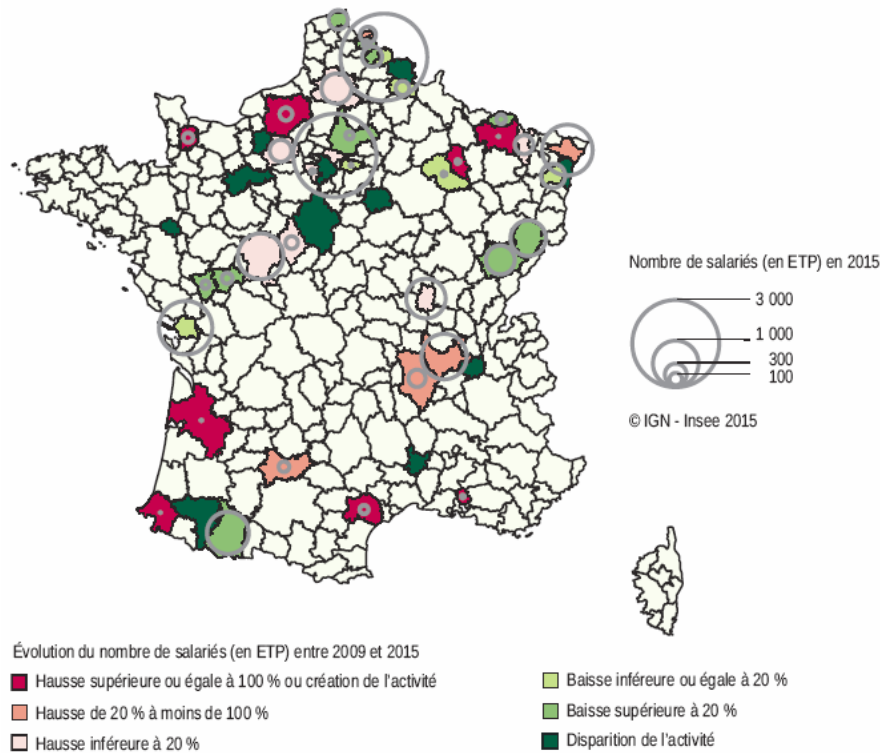 Nombre de salariés (en ETP) en 2015
3 000
1 000
300
100
© IGN - Insee 2015
Évolution du nombre de salariés (en ETP) entre 2009 et 2015
Hausse supérieure ou égale à 100 % ou création de l'activité
Hausse de 20 % à moins de 100 %
Hausse inféreure à 20 %
Baisse inféreure ou égale à 20 %
Baisse supérieure à 20 %
Disparition de l'activité